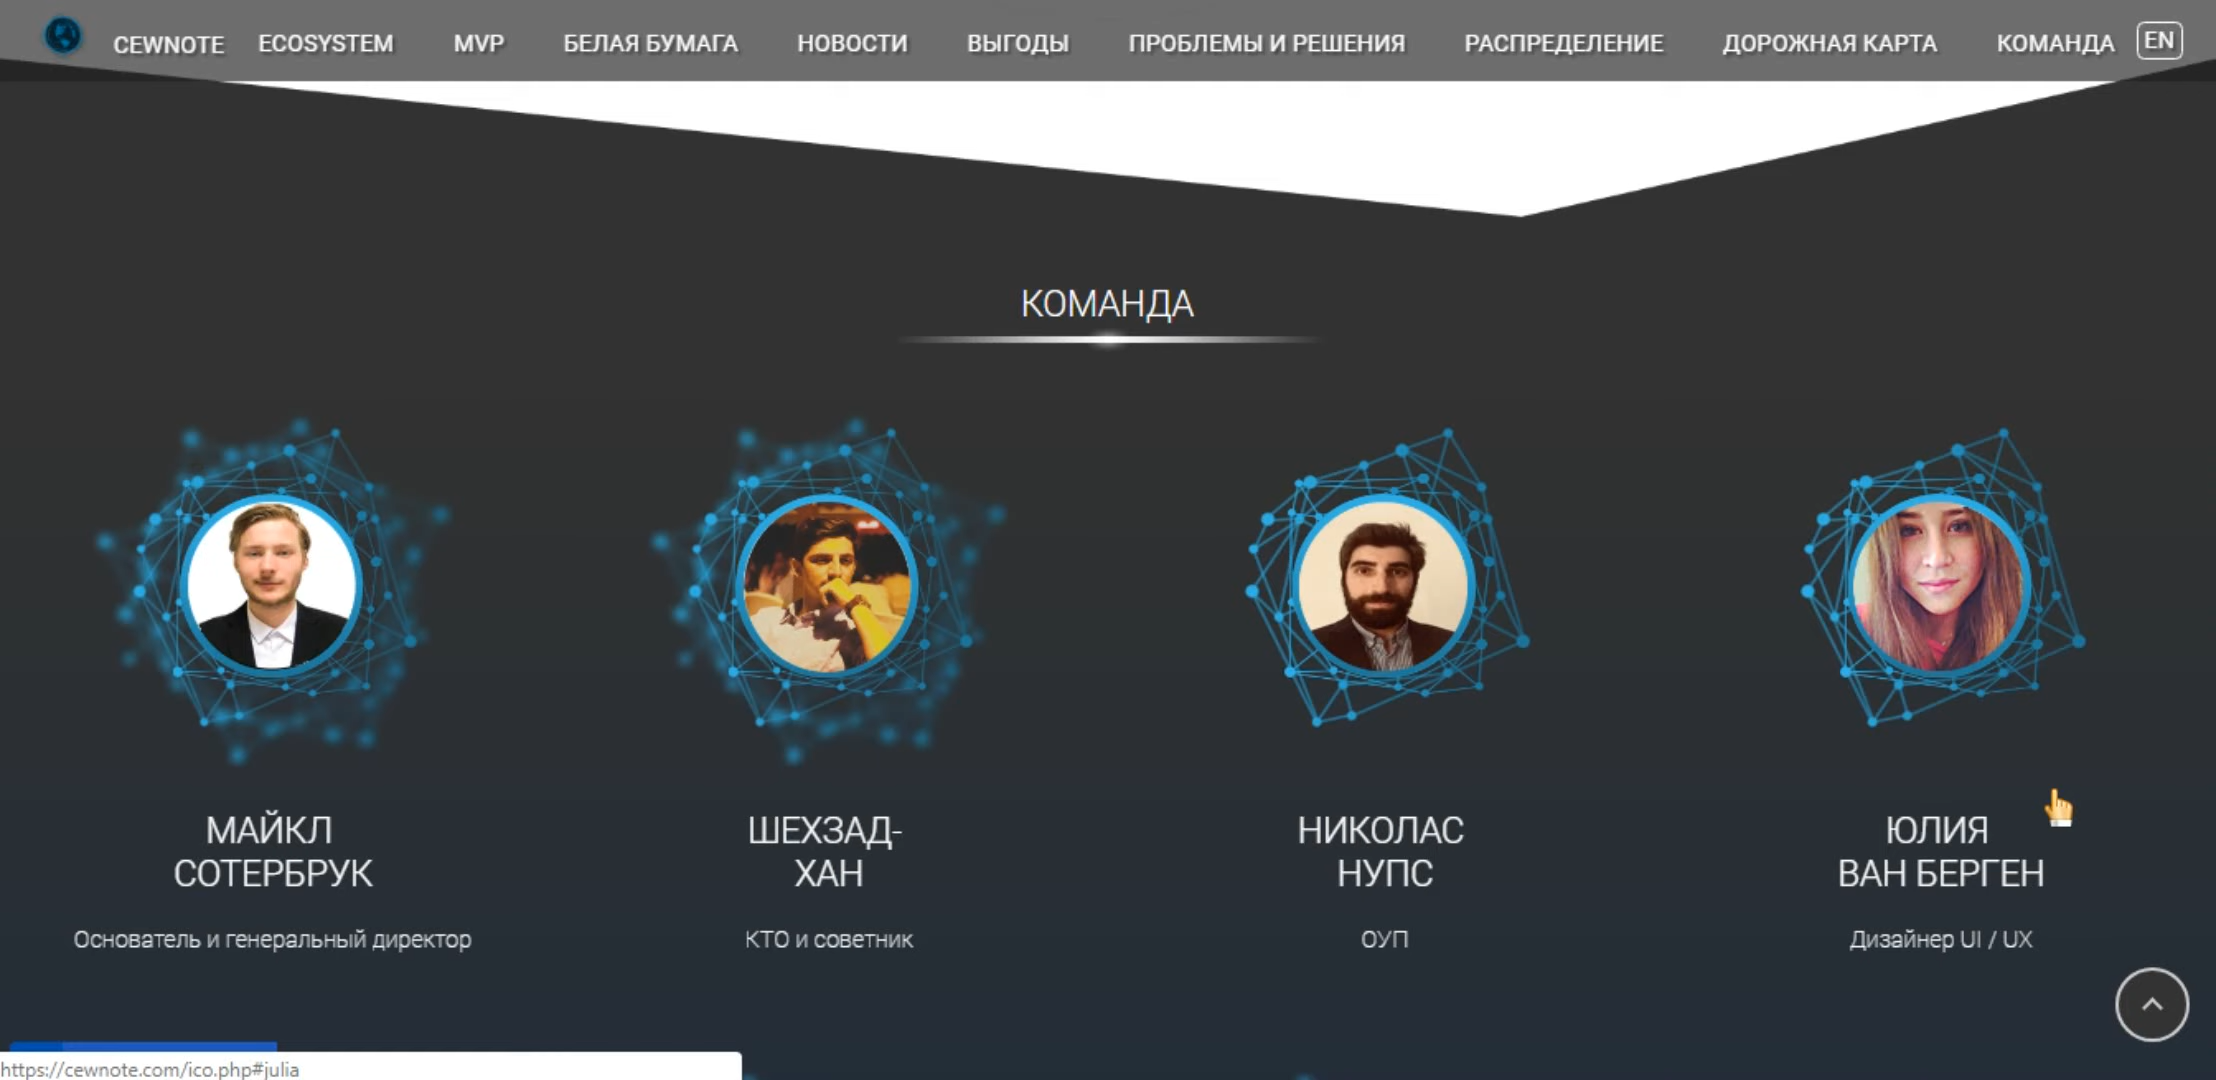 CEWNOTE ECOSYSTEM MVP БЕЛАЯ БУМАГА НОВОСТИ ВЫГОДЫ ПРОБЛЕМЫ И РЕШЕНИЯ РАСПРЕДЕЛЕНИЕ ДОРОЖНАЯ КАРТА КОМАНДА EN
КОМАНДА
МАЙКЛ
СОТЕРБРУК
Основатель и генеральный директор
ШЕХЗАД-
ХАН
КТО и советник
НИКОЛАС
НУПС
ОУП
ЮЛИЯ
ВАН БЕРГЕН
Дизайнер UI / UX
https://cewnote.com/ico.php#julia